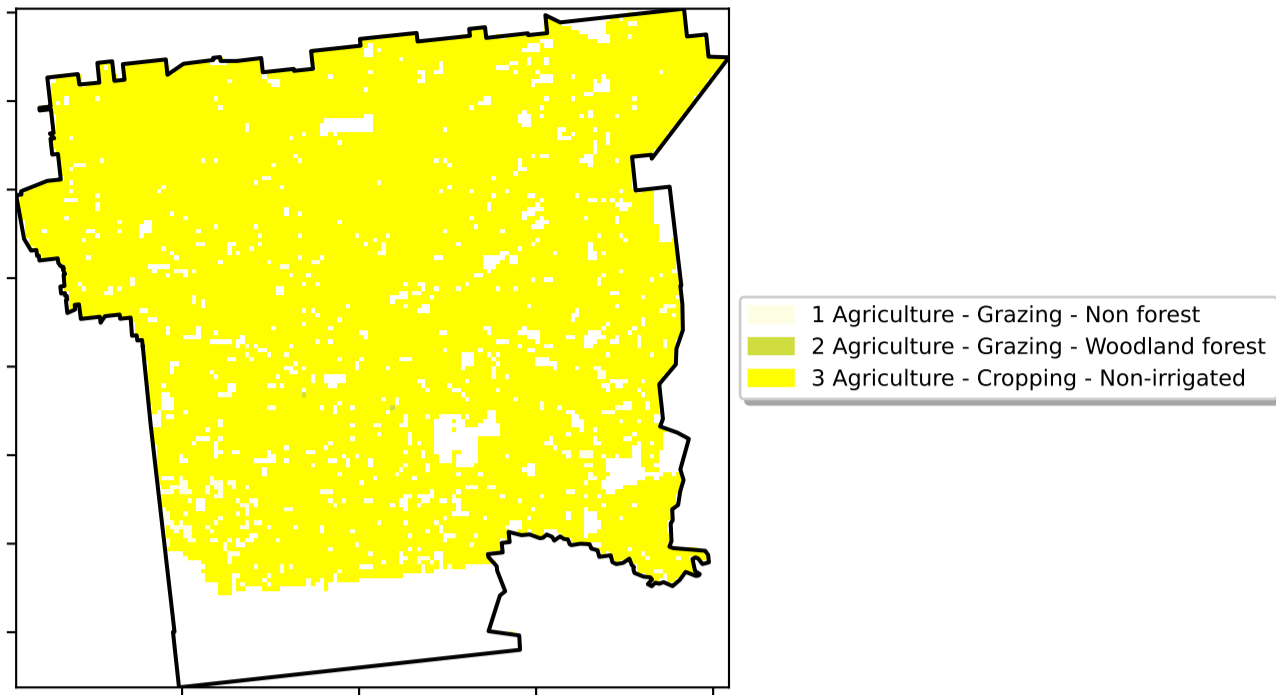 1 Agriculture - Grazing - Non forest
2 Agriculture - Grazing - Woodland forest
3 Agriculture - Cropping - Non-irrigated